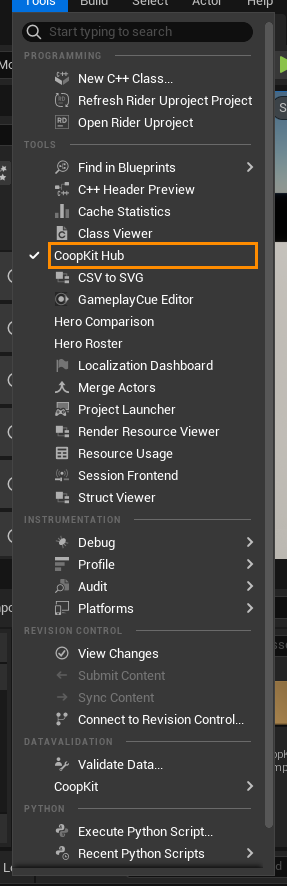 Tools Build Select Actor
Start typing to search
PROGRAMMING
New C++ Class...
RD Refresh Rider Uproject Project
RD Open Rider Uproject
TOOLS
Find in Blueprints
C++ Header Preview
Cache Statistics
Class Viewer
CoopKit Hub
CSV to SVG
GameplayCue Editor
Hero Comparison
Hero Roster
Localization Dashboard
Merge Actors
Project Launcher
Render Resource Viewer
Resource Usage
Session Frontend
Struct Viewer
INSTRUMENTATION
Debug
Profile
Audit
Platforms
REVISION CONTROL
View Changes
Submit Content
Sync Content
Connect to Revision Control...
DATAVALIDATION
Validate Data...
CoopKit
PYTHON
Execute Python Script...
Recent Python Scripts